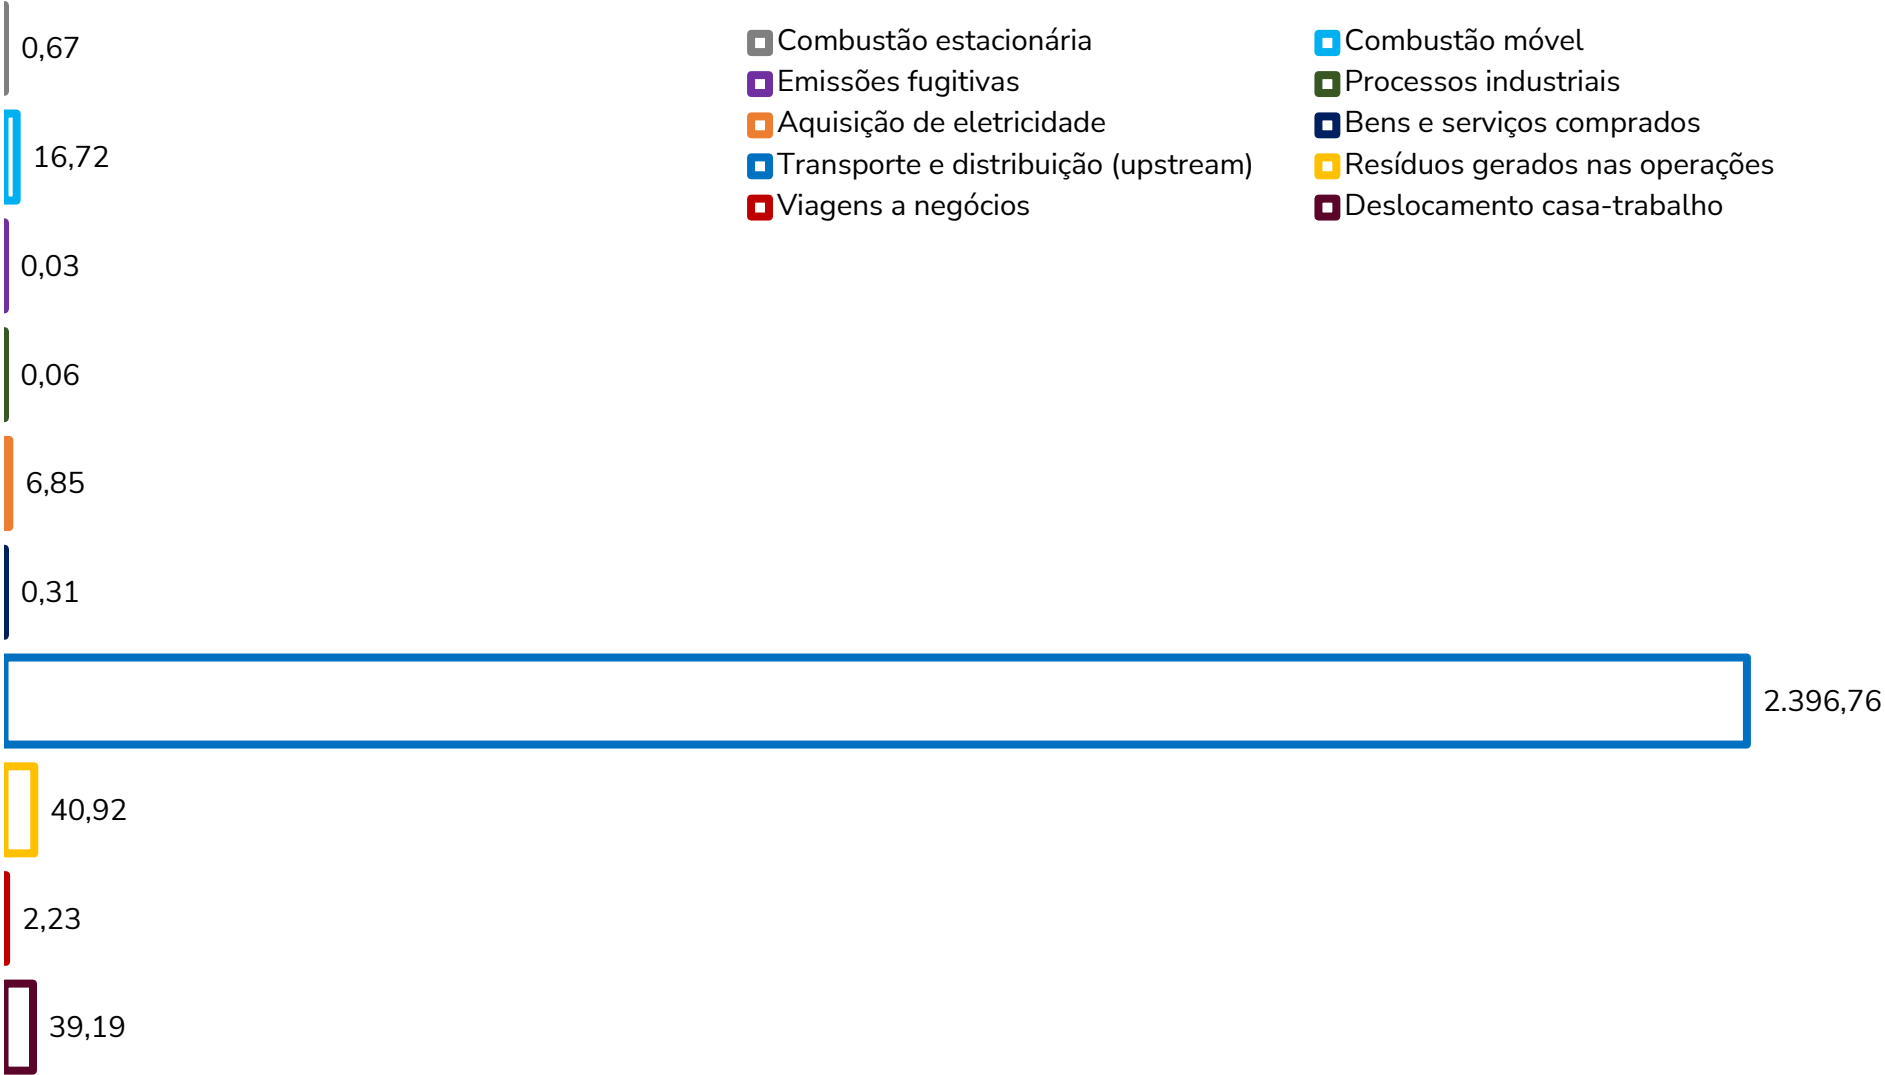 0,67
Combustão estacionária
Combustão móvel
Emissões fugitivas
Processos industriais
Aquisição de eletricidade
Bens e serviços comprados
Transporte e distribuição (upstream)
Resíduos gerados nas operações
Viagens a negócios
Deslocamento casa-trabalho
16,72
0,03
0,06
6,85
0,31
2.396,76
40,92
2,23
39,19